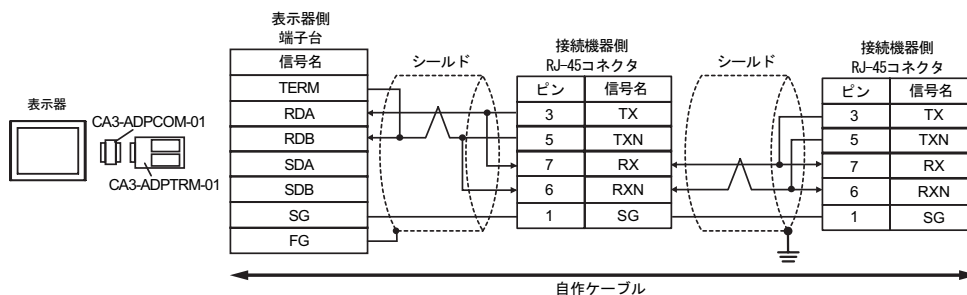 表示器
CA3-ADPCOM-01
CA3-ADPTRM-01
表示器側
端子台
信号名
TERM
RDA
RDB
SDA
SDB
SG
FG
シールド
接続機器側
RJ-45コネクタ
ピン 信号名
3 TX
5 TXN
7 RX
6 RXN
1 SG
シールド
接続機器側
RJ-45コネクタ
ピン 信号名
3 TX
5 TXN
7 RX
6 RXN
1 SG
自作ケーブル